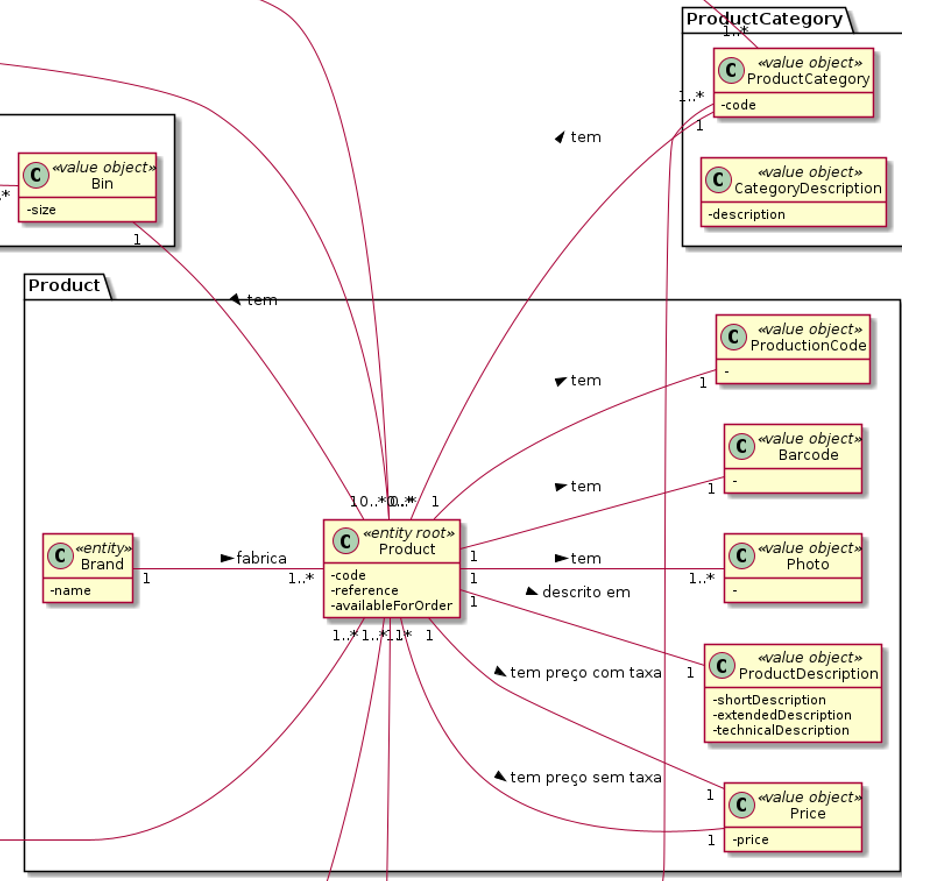 ProductCategory
1..*
C «value object»
ProductCategory
-code
1..*
1
tem
C «value object»
CategoryDescription
-description
C «value object»
Bin
-size
.*
1
tem
Product
C «value object»
ProductionCode
-
1
tem
C «value object»
Barcode
-
1
tem
1
C «entity root»
Product
-code
-reference
-availableForOrder
C «entity»
Brand
-name
1
fabrica
1..*
1
1
1
tem
1..*
C «value object»
Photo
-
descrito em
1
C «value object»
ProductDescription
-shortDescription
-extendedDescription
-technicalDescription
1..*
1
tem preço com taxa
tem preço sem taxa
1
C «value object»
Price
-price
1